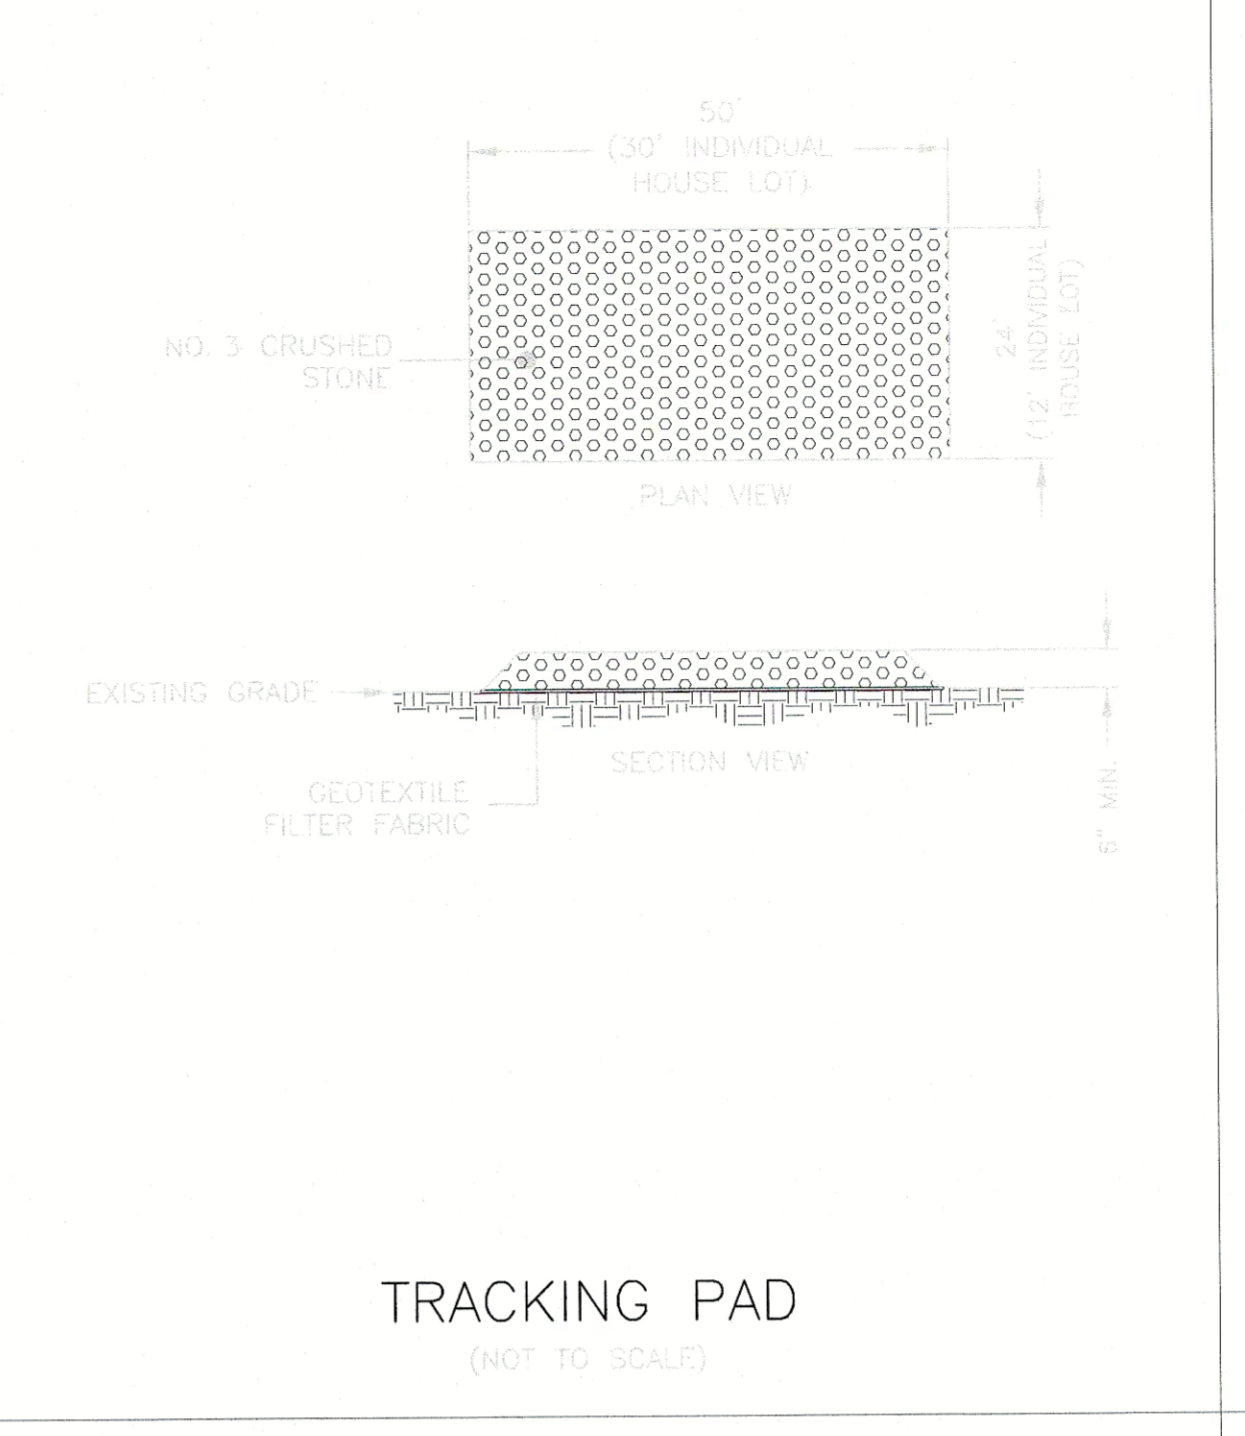 50'
(30' INDIVIDUAL
HOUSE LOT)
24'
(12' INDIVIDUAL
HOUSE LOT)
NO. 3 CRUSHED
STONE
PLAN VIEW
EXISTING GRADE
SECTION VIEW
GEOTEXTILE
FILTER FABRIC
6" MIN.
TRACKING PAD
(NOT TO SCALE)